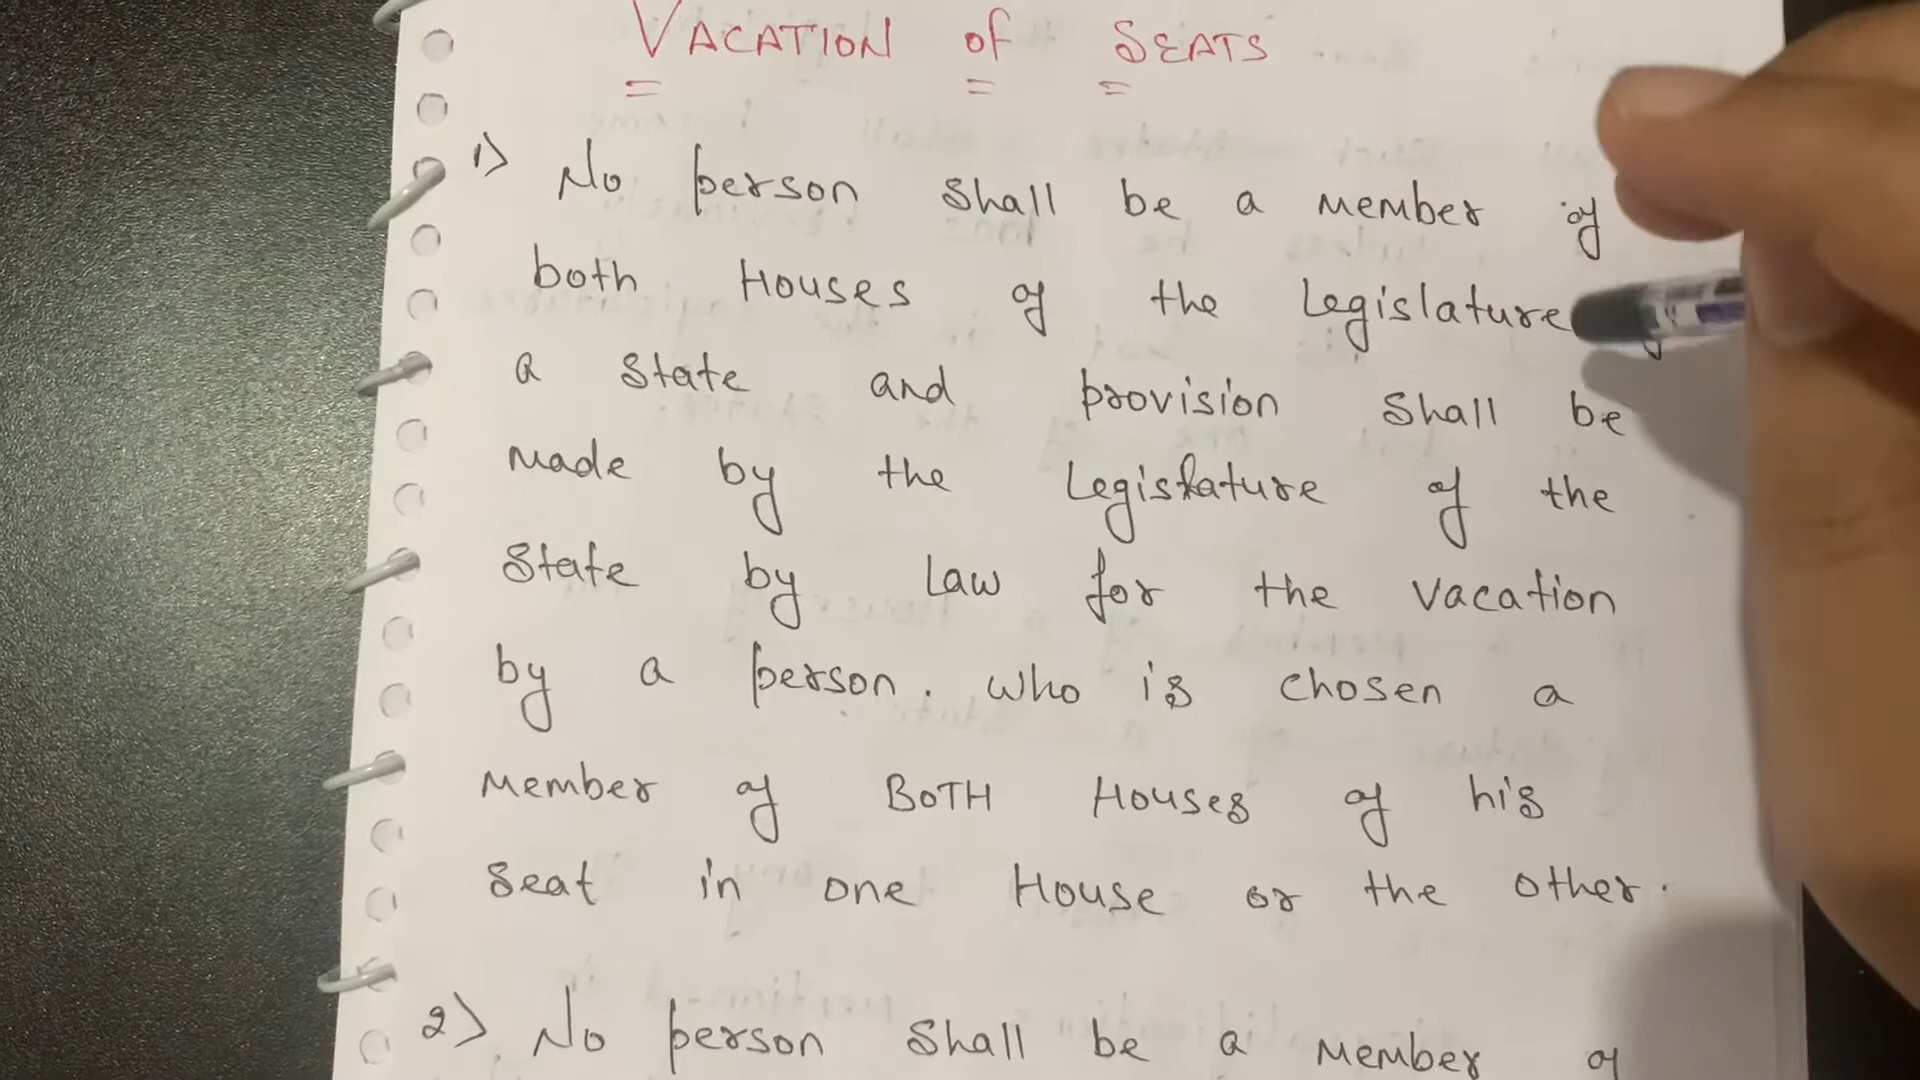 VACATION of SEATS
1) No person shall be a member of
both Houses of the Legislature
a State and provision shall be
made by the Legislature of the
State by Law for the vacation
by a person. who is chosen a
member of BOTH Houses of his
seat in one House or the other.
2) No person shall be a member of